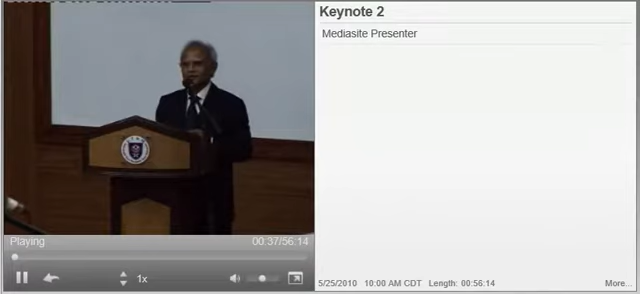 Keynote 2
Mediasite Presenter
Playing
00:37/56:14
1x
5/25/2010 10:00 AM CDT Length: 00:56:14
More...